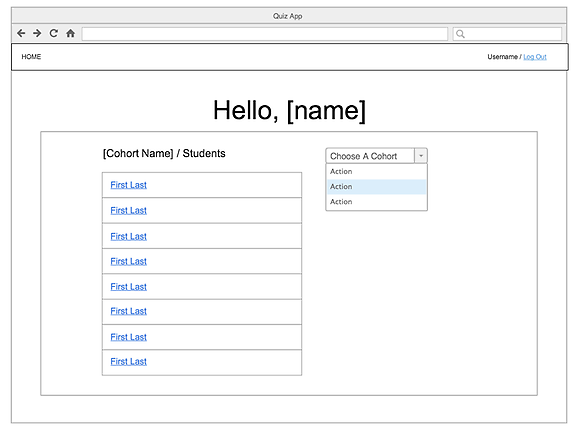 Quiz App
HOME
Username / Log Out
Hello, [name]
[Cohort Name] / Students
First Last
First Last
First Last
First Last
First Last
First Last
First Last
First Last
Choose A Cohort
Action
Action
Action